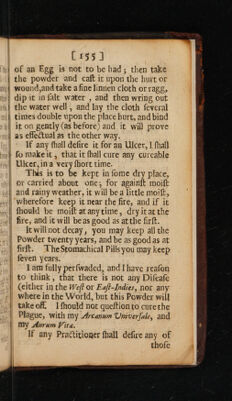 [ 155 ]
of an Egg is not to be had; then take
the powder and caſt it upon the hurt or
wound, and take a fine linnen cloth or ragg,
dip it in ſalt water, and then wring out
the water well; and lay the cloth ſeveral
times double upon the place hurt, and bind
it on gently (as before) and it will prove
as effectual as the other way.
If any ſhall deſire it for an Ulcer, I ſhall
ſo make it, that it ſhall cure any cureable
Ulcer, in a very ſhort time.
This is to be kept in ſome dry place,
or carried about one; for againſt moiſt
and rainy weather, it will be a little moiſt,
wherefore keep it near the fire, and if it
ſhould be moiſt at any time, dry it at the
fire, and it will be as good as at the firſt.
It will not decay, you may keep all the
Powder twenty years, and be as good as at
firſt. The Stomachical Pills you may keep
ſeven years.
I am fully perſwaded, and I have reaſon
to think, that there is not any Diſeaſe
(either in the Weſt or Eaſt-Indies, nor any
where in the World, but this Powder will
take off. I ſhould not queſtion to cure the
Plague, with my Arcanum Univerſale, and
my Aurum Vitæ.
If any Practitioner ſhall deſire any of
thoſe